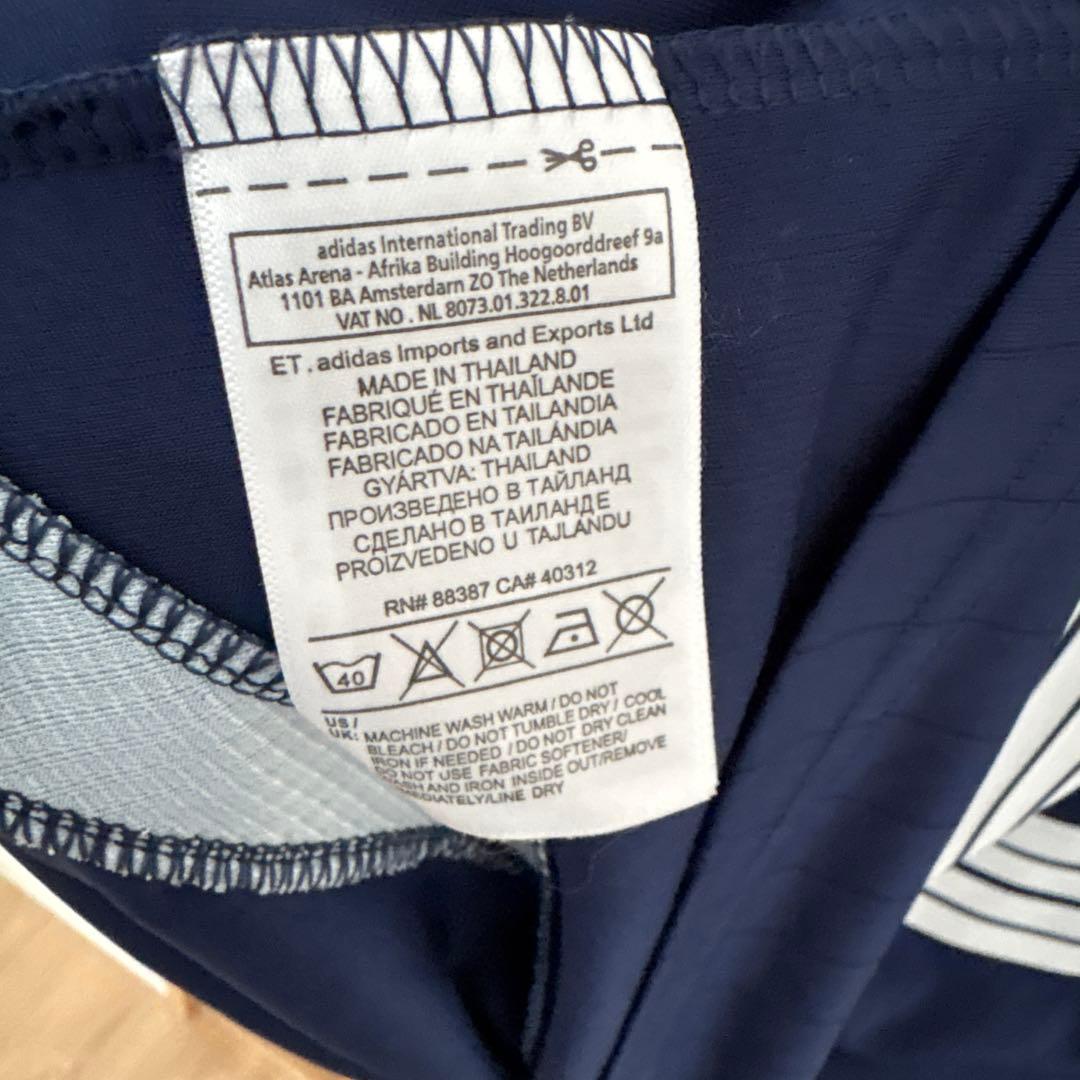 adidas International Trading BV
Atlas Arena - Afrika Building Hoogoorddreef 9a
1101 BA Amsterdarn ZO The Netherlands
VAT NO . NL 8073.01.322.8.01
ET . adidas Imports and Exports Ltd
MADE IN THAILAND
FABRIQUÉ EN THAÏLANDE
FABRICADO EN TAILANDIA
FABRICADO NA TAILÁNDIA
GYÁRTVA: THAILAND
ПРОИЗВЕДЕНО В ТАЙЛАНД
СДЕЛАНО В ТАИЛАНДЕ
PROIZVEDENO U TAJLANDU
RN# 88387 CA# 40312
40
US /
UK: MACHINE WASH WARM / DO NOT
BLEACH / DO NOT TUMBLE DRY / COOL
IRON IF NEEDED / DO NOT DRY CLEAN
DO NOT USE FABRIC SOFTENER/
AND IRON INSIDE OUT/REMOVE
LINE DRY